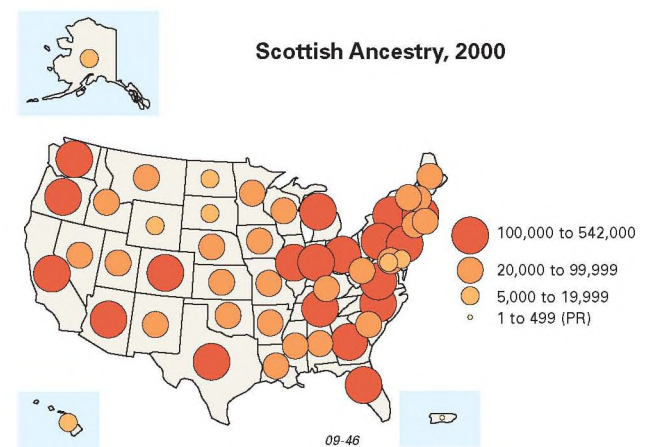 Scottish Ancestry, 2000
100,000 to 542,000
20,000 to 99,999
5,000 to 19,999
1 to 499 (PR)
09-46